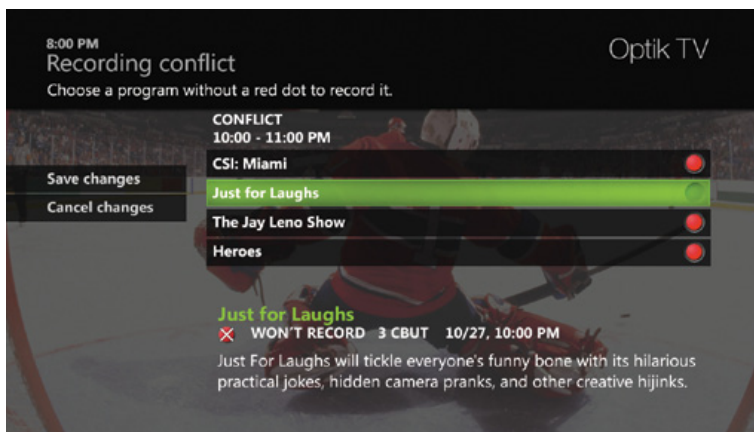 8:00 PM
Recording conflict
Optik TV
Choose a program without a red dot to record it.
CONFLICT
10:00 - 11:00 PM
Save changes
Cancel changes
CSI: Miami
Just for Laughs
The Jay Leno Show
Heroes
Just for Laughs
WON'T RECORD 3 CBUT 10/27, 10:00 PM
Just For Laughs will tickle everyone's funny bone with its hilarious
practical jokes, hidden camera pranks, and other creative hijinks.